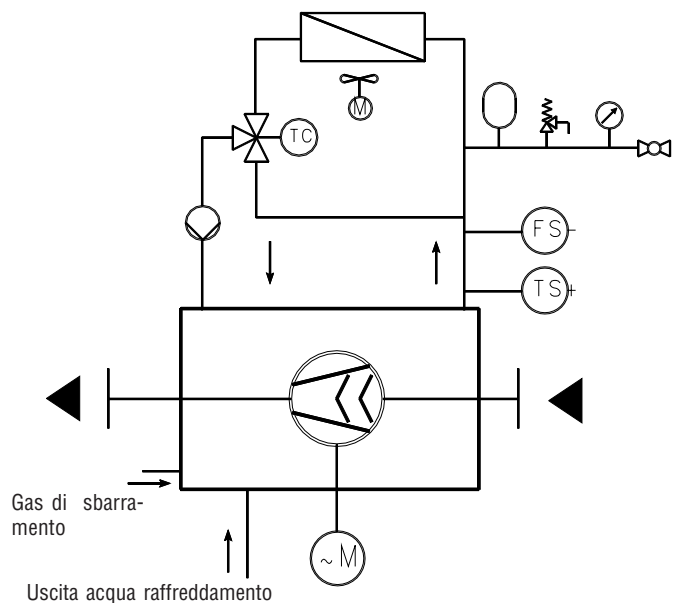 M
TC
FS-
TS+
Gas di sbarra-
mento
~M
Uscita acqua raffreddamento